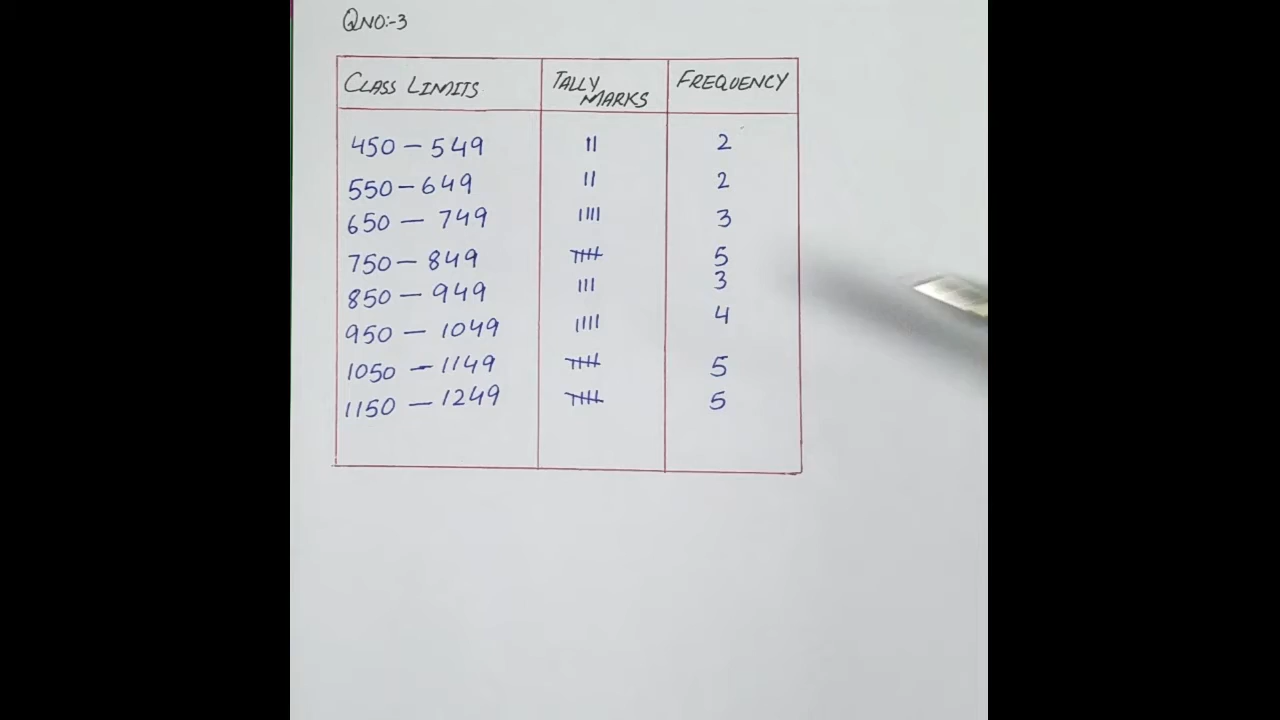 QNO:-3
CLASS LIMITS TALLY MARKS FREQUENCY
450 – 549 || 2
550 – 649 || 2
650 – 749 |||| 3
750 – 849 ~~||||~~ 5
850 – 949 ||| 3
950 – 1049 |||| 4
1050 – 1149 ~~||||~~ 5
1150 – 1249 ~~||||~~ 5